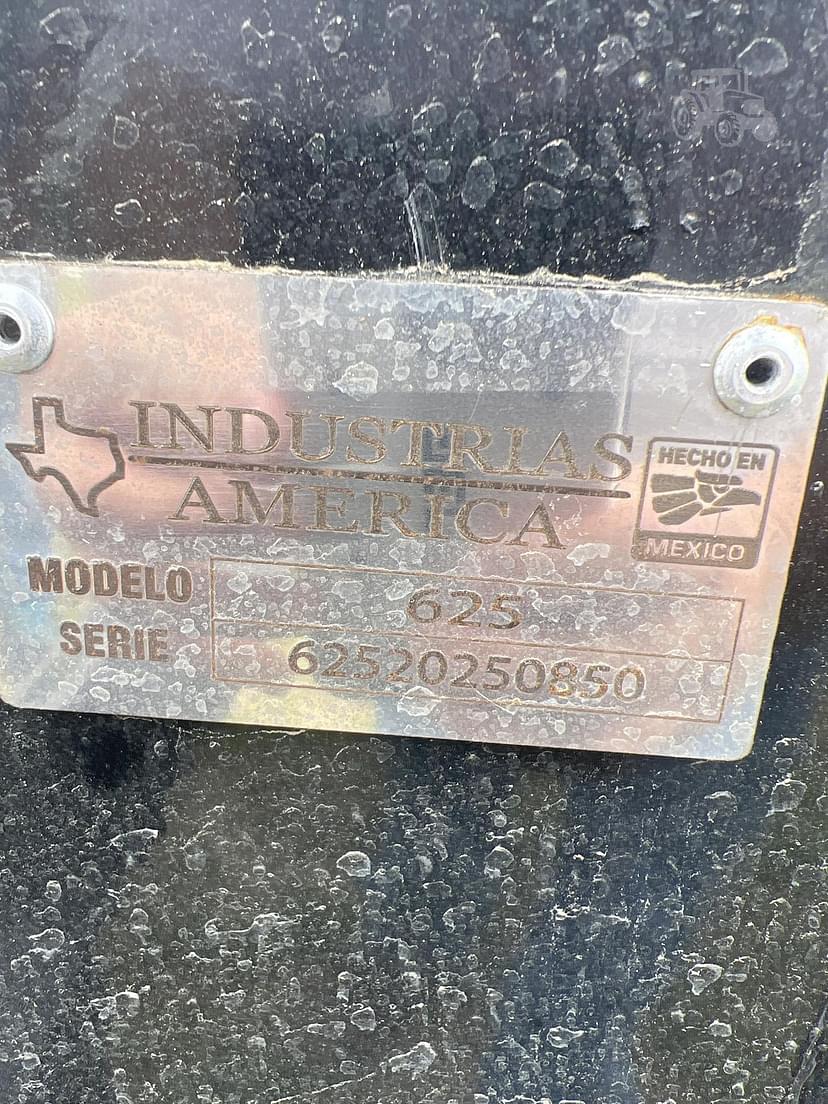 INDUSTRIAS
AMERICA
HECHO EN
MEXICO
MODELO 625
SERIE 62520250850